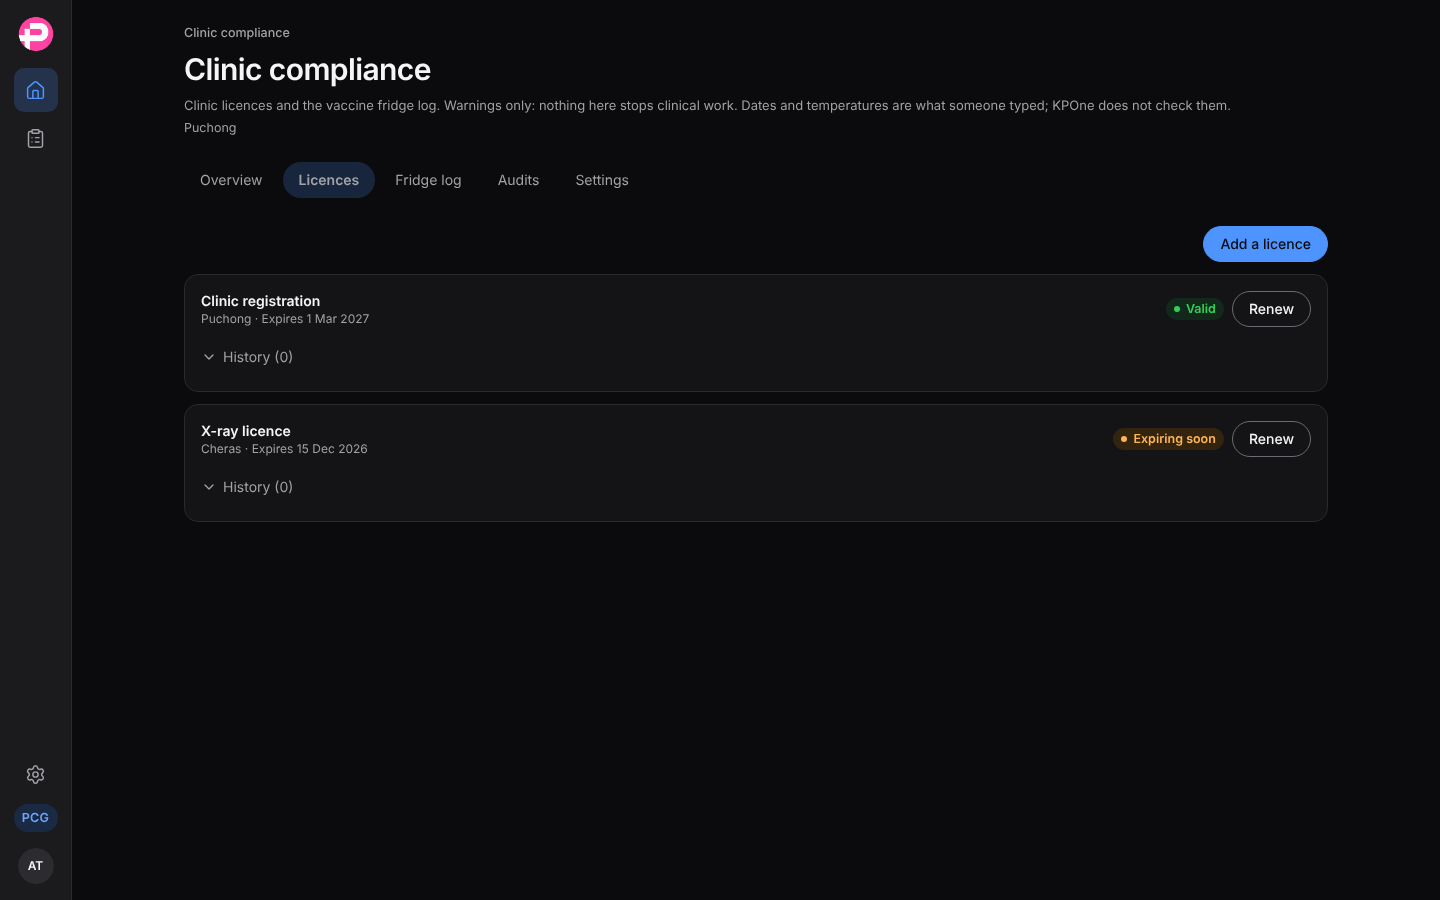 Clinic compliance
Clinic compliance
Clinic licences and the vaccine fridge log. Warnings only: nothing here stops clinical work. Dates and temperatures are what someone typed; KPOne does not check them.
Puchong
Overview Licences Fridge log Audits Settings
Add a licence
Clinic registration
Puchong · Expires 1 Mar 2027
Valid Renew
History (0)
X-ray licence
Cheras · Expires 15 Dec 2026
Expiring soon Renew
History (0)
PCG
AT